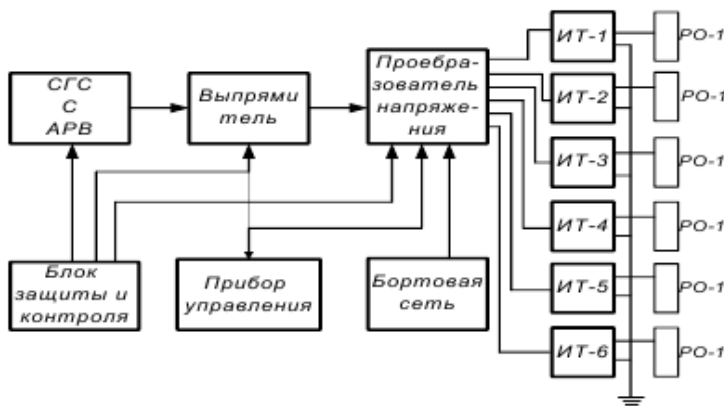 СГС
С
АРВ
Выпрями
тель
Проебра-
зователь
напряже-
ния
ИТ-1
РО-1
ИТ-2
РО-1
ИТ-3
РО-1
ИТ-4
РО-1
ИТ-5
РО-1
ИТ-6
РО-1
Блок
защиты и
контроля
Прибор
управления
Бортовая
сеть